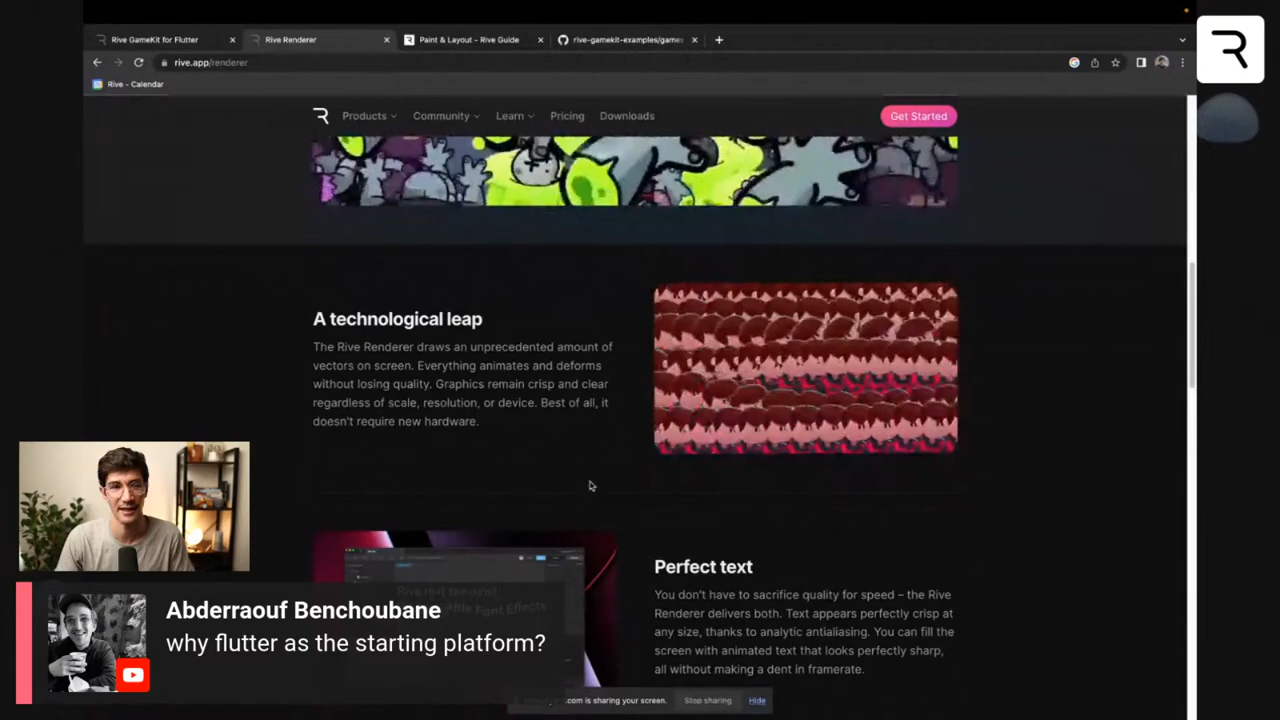 Rive GameKit for Flutter
Rive Renderer
Paint & Layout - Rive Guide
rive-gamekit-examples/games
rive.app/renderer
Rive - Calendar
Products
Community
Learn
Pricing
Downloads
Get Started
A technological leap
The Rive Renderer draws an unprecedented amount of
vectors on screen. Everything animates and deforms
without losing quality. Graphics remain crisp and clear
regardless of scale, resolution, or device. Best of all, it
doesn't require new hardware.
Perfect text
You don't have to sacrifice quality for speed – the Rive
Renderer delivers both. Text appears perfectly crisp at
any size, thanks to analytic antialiasing. You can fill the
screen with animated text that looks perfectly sharp,
all without making a dent in framerate.
Abderraouf Benchoubane
why flutter as the starting platform?
.com is sharing your screen.
Stop sharing
Hide